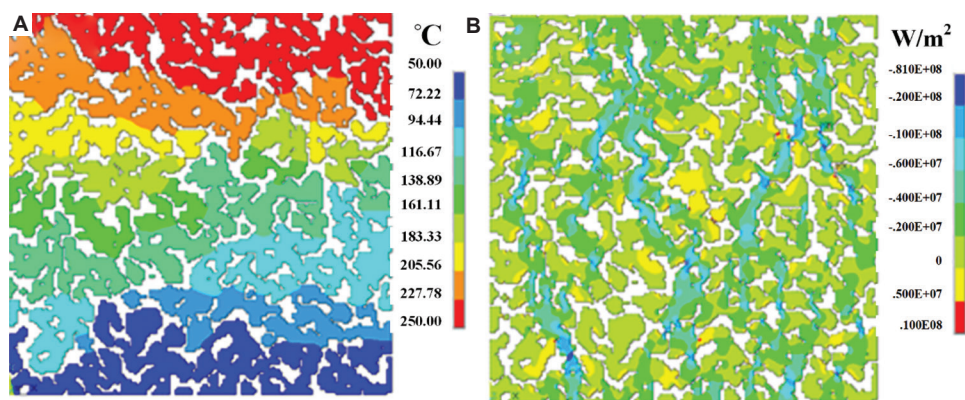 A
°C
50.00
72.22
94.44
116.67
138.89
161.11
183.33
205.56
227.78
250.00
B
W/m²
-.810E+08
-.200E+08
-.100E+08
-.600E+07
-.400E+07
-.200E+07
0
.500E+07
.100E08